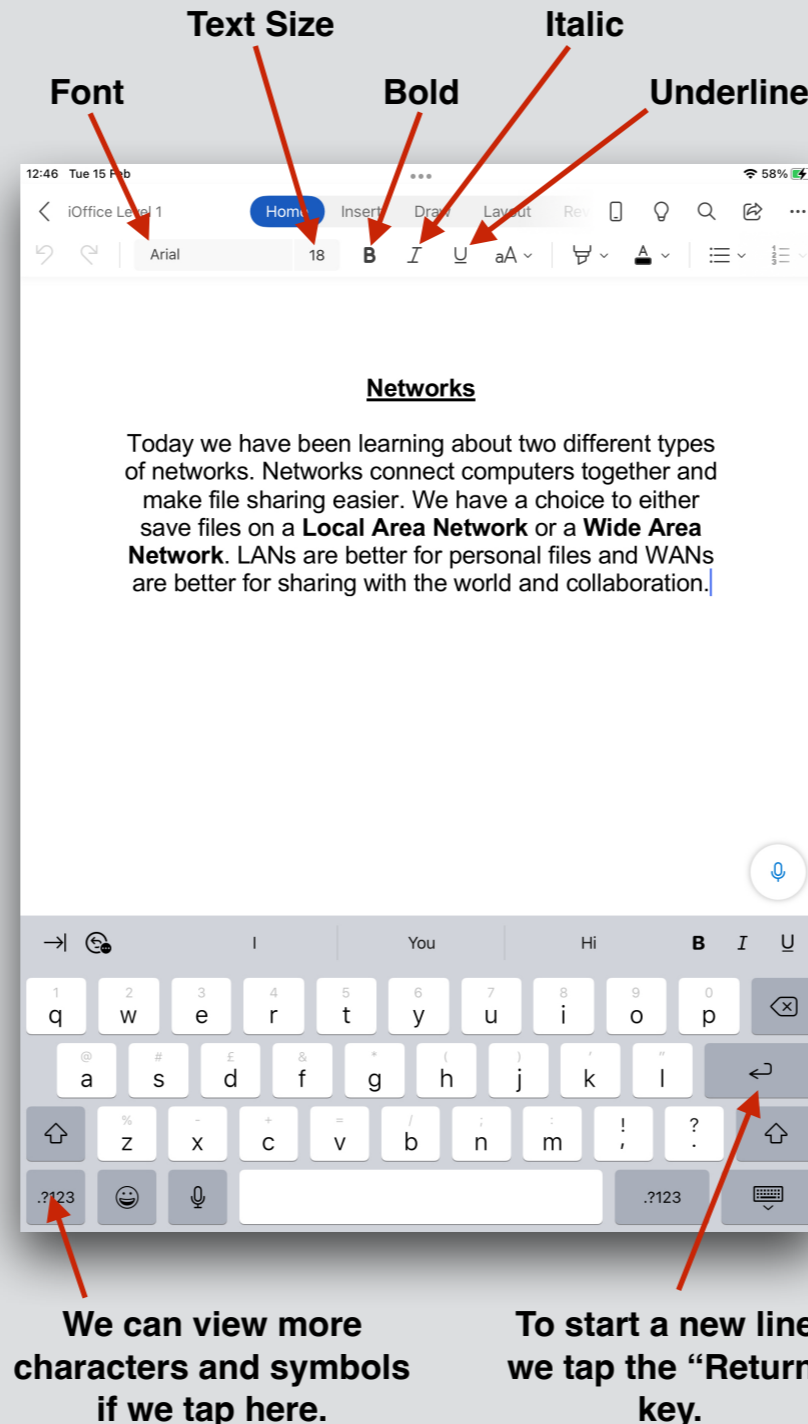 Text Size Italic
Font Bold Underline
12:46 Tue 15 Feb 58%
iOffice Level 1 Home Insert Draw Layout Rev
Arial 18 B I U aA A
Networks
Today we have been learning about two different types
of networks. Networks connect computers together and
make file sharing easier. We have a choice to either
save files on a Local Area Network or a Wide Area
Network. LANs are better for personal files and WANs
are better for sharing with the world and collaboration.
I You Hi B I U
1 2 3 4 5 6 7 8 9 0
q w e r t y u i o p
@ # £ & * ( ) ' "
a s d f g h j k l
% - + = / ; : ! ?
z x c v b n m , .
.?123 .?123
We can view more
characters and symbols
if we tap here.
To start a new line
we tap the “Return
key.